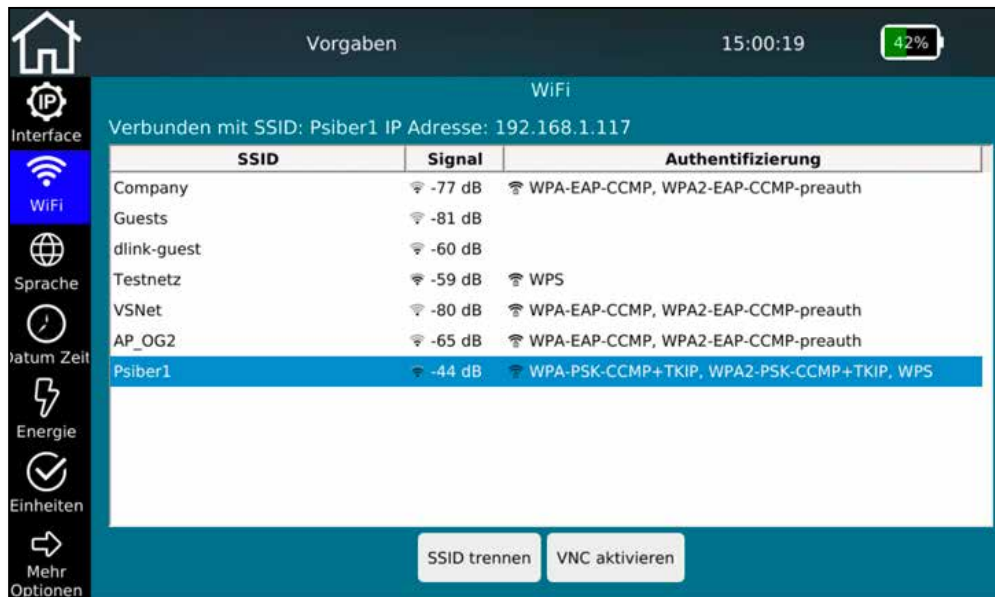 Vorgaben 15:00:19 42%
IP
Interface
WiFi
Sprache
Datum Zeit
Energie
Einheiten
Mehr
Optionen
WiFi
Verbunden mit SSID: Psiber1 IP Adresse: 192.168.1.117
SSID Signal Authentifizierung
Company -77 dB WPA-EAP-CCMP, WPA2-EAP-CCMP-preauth
Guests -81 dB
dlink-guest -60 dB
Testnetz -59 dB WPS
VSNet -80 dB WPA-EAP-CCMP, WPA2-EAP-CCMP-preauth
AP_OG2 -65 dB WPA-EAP-CCMP, WPA2-EAP-CCMP-preauth
Psiber1 -44 dB WPA-PSK-CCMP+TKIP, WPA2-PSK-CCMP+TKIP, WPS
SSID trennen VNC aktivieren